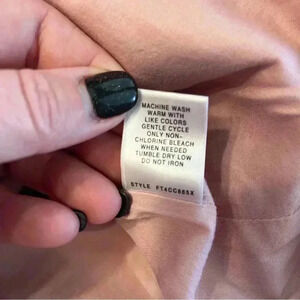 MACHINE WASH
WARM WITH
LIKE COLORS
GENTLE CYCLE
ONLY NON-
CHLORINE BLEACH
WHEN NEEDED
TUMBLE DRY LOW
DO NOT IRON
STYLE FT4CC885X